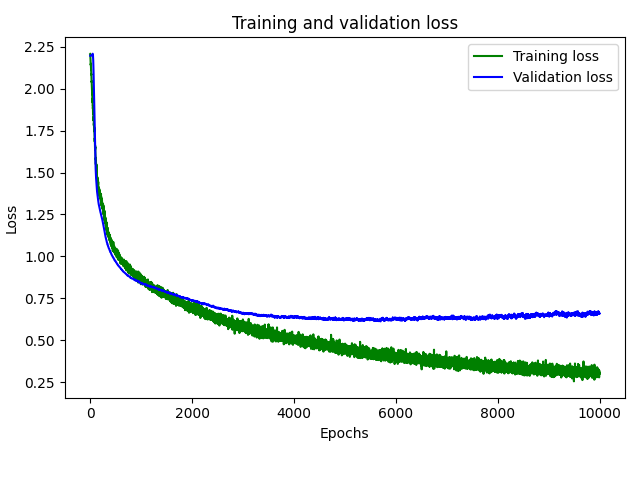 Training and validation loss
Training loss
Validation loss
2.25
2.00
1.75
1.50
1.25
1.00
0.75
0.50
0.25
Loss
0 2000 4000 6000 8000 10000
Epochs